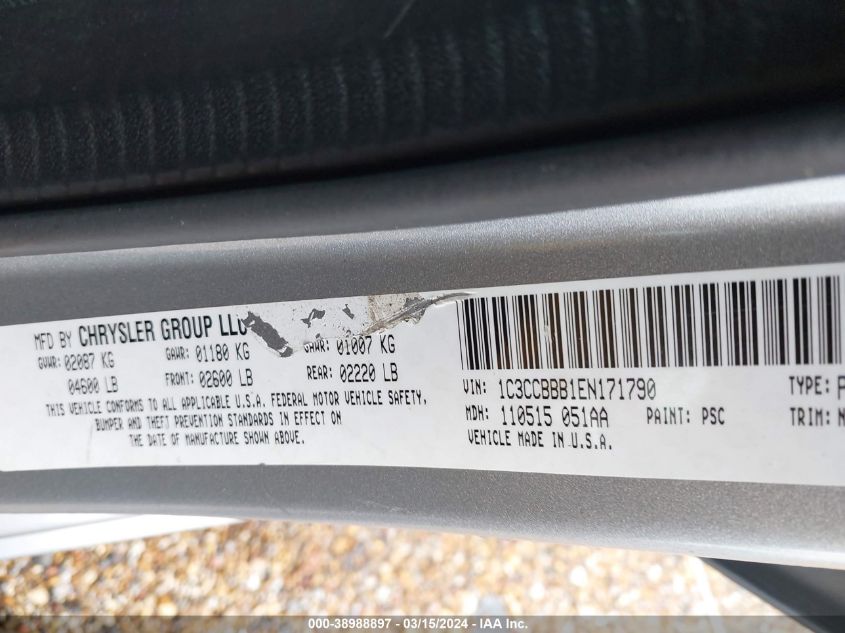 MFD BY CHRYSLER GROUP LLC
GVWR: 02087 KG GAWR: 01180 KG GAWR: 01007 KG
04600 LB FRONT: 02600 LB REAR: 02220 LB
THIS VEHICLE CONFORMS TO ALL APPLICABLE U.S.A. FEDERAL MOTOR VEHICLE SAFETY,
BUMPER AND THEFT PREVENTION STANDARDS IN EFFECT ON
THE DATE OF MANUFACTURE SHOWN ABOVE.
VIN: 1C3CCBBB1EN171790 TYPE: P
MDH: 110515 051AA PAINT: PSC TRIM:
VEHICLE MADE IN U.S.A.
000-38988897 - 03/15/2024 - IAA, Inc.